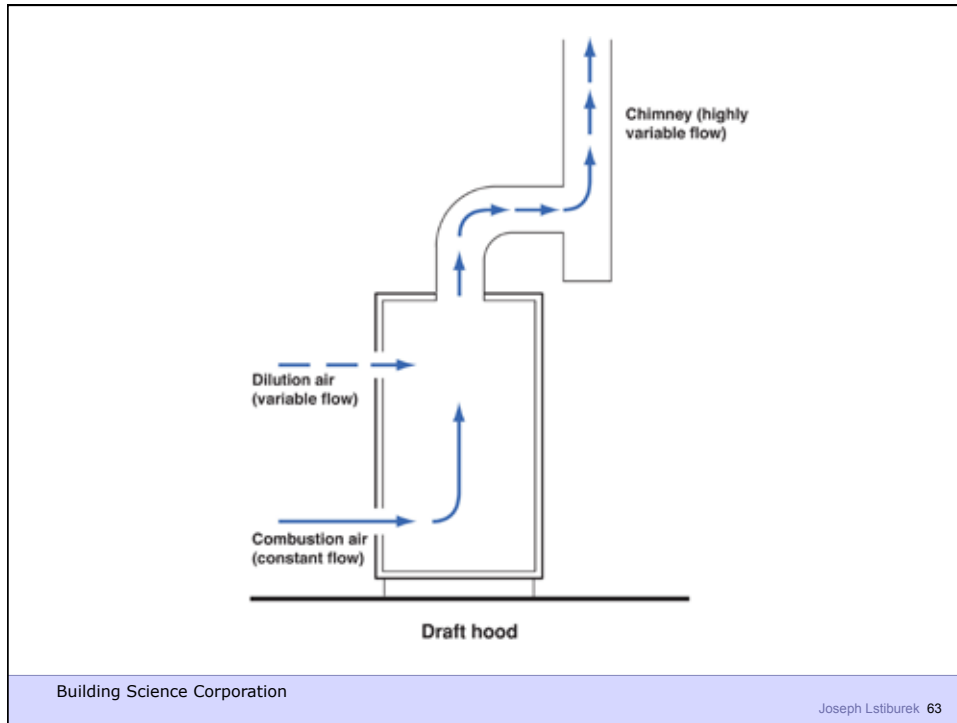 Chimney (highly
variable flow)
Dilution air
(variable flow)
Combustion air
(constant flow)
Draft hood
Building Science Corporation
Joseph Lstiburek 63